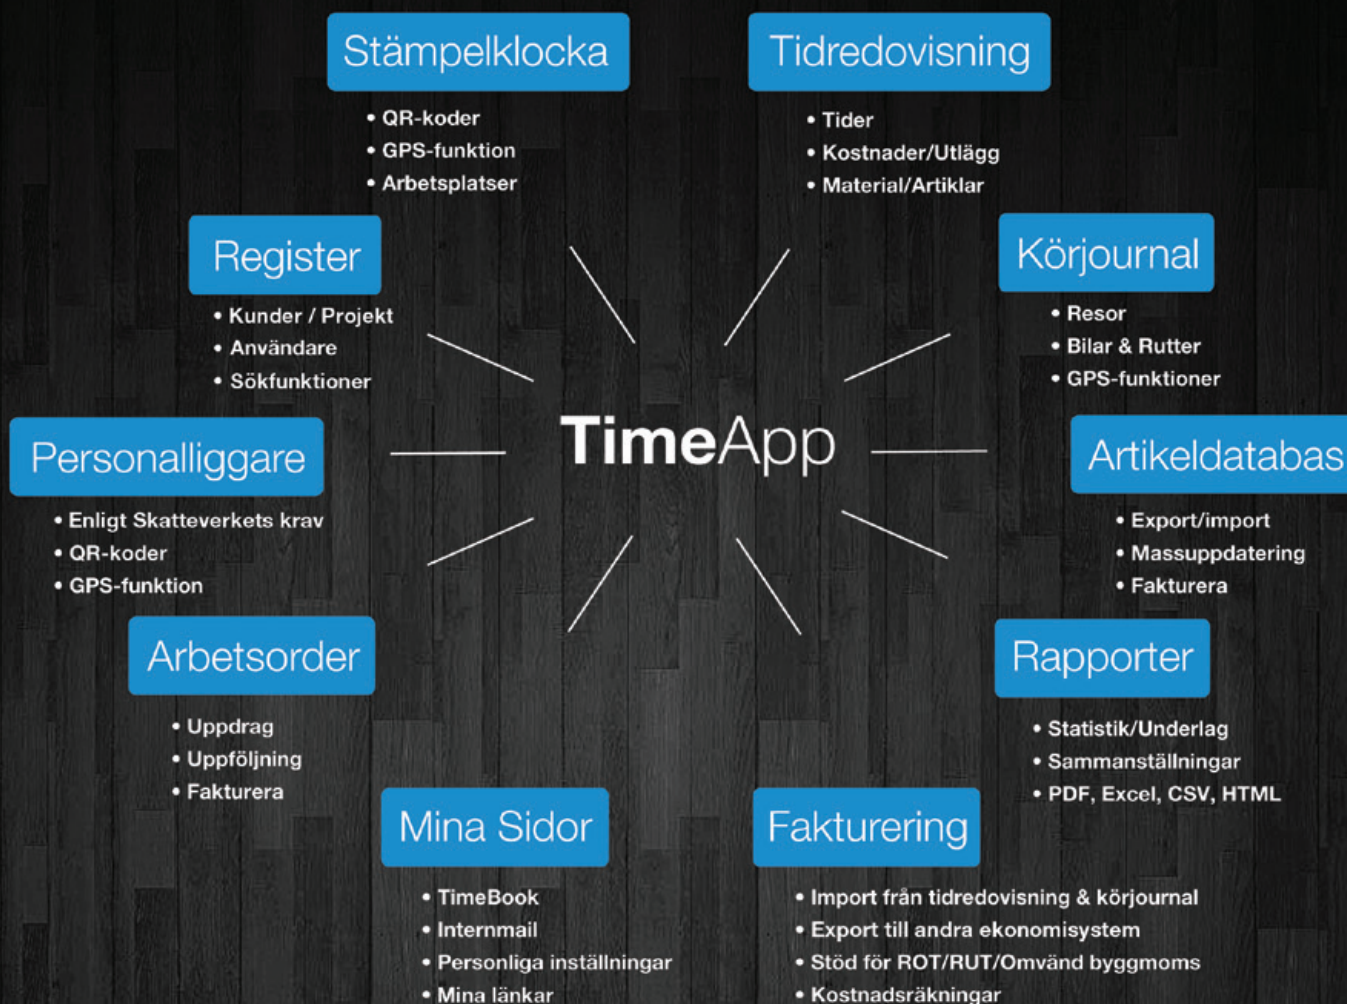 Stämpelklocka
• QR-koder
• GPS-funktion
• Arbetsplatser
Tidredovisning
• Tider
• Kostnader/Utlägg
• Material/Artiklar
Register
• Kunder / Projekt
• Användare
• Sökfunktioner
Körjournal
• Resor
• Bilar & Rutter
• GPS-funktioner
TimeApp
Personalliggare
• Enligt Skatteverkets krav
• QR-koder
• GPS-funktion
Artikeldatabas
• Export/import
• Massuppdatering
• Fakturera
Arbetsorder
• Uppdrag
• Uppföljning
• Fakturera
Rapporter
• Statistik/Underlag
• Sammanställningar
• PDF, Excel, CSV, HTML
Mina Sidor
• TimeBook
• Internmail
• Personliga inställningar
• Mina länkar
Fakturering
• Import från tidredovisning & körjournal
• Export till andra ekonomisystem
• Stöd för ROT/RUT/Omvänd byggmoms
• Kostnadsräkningar